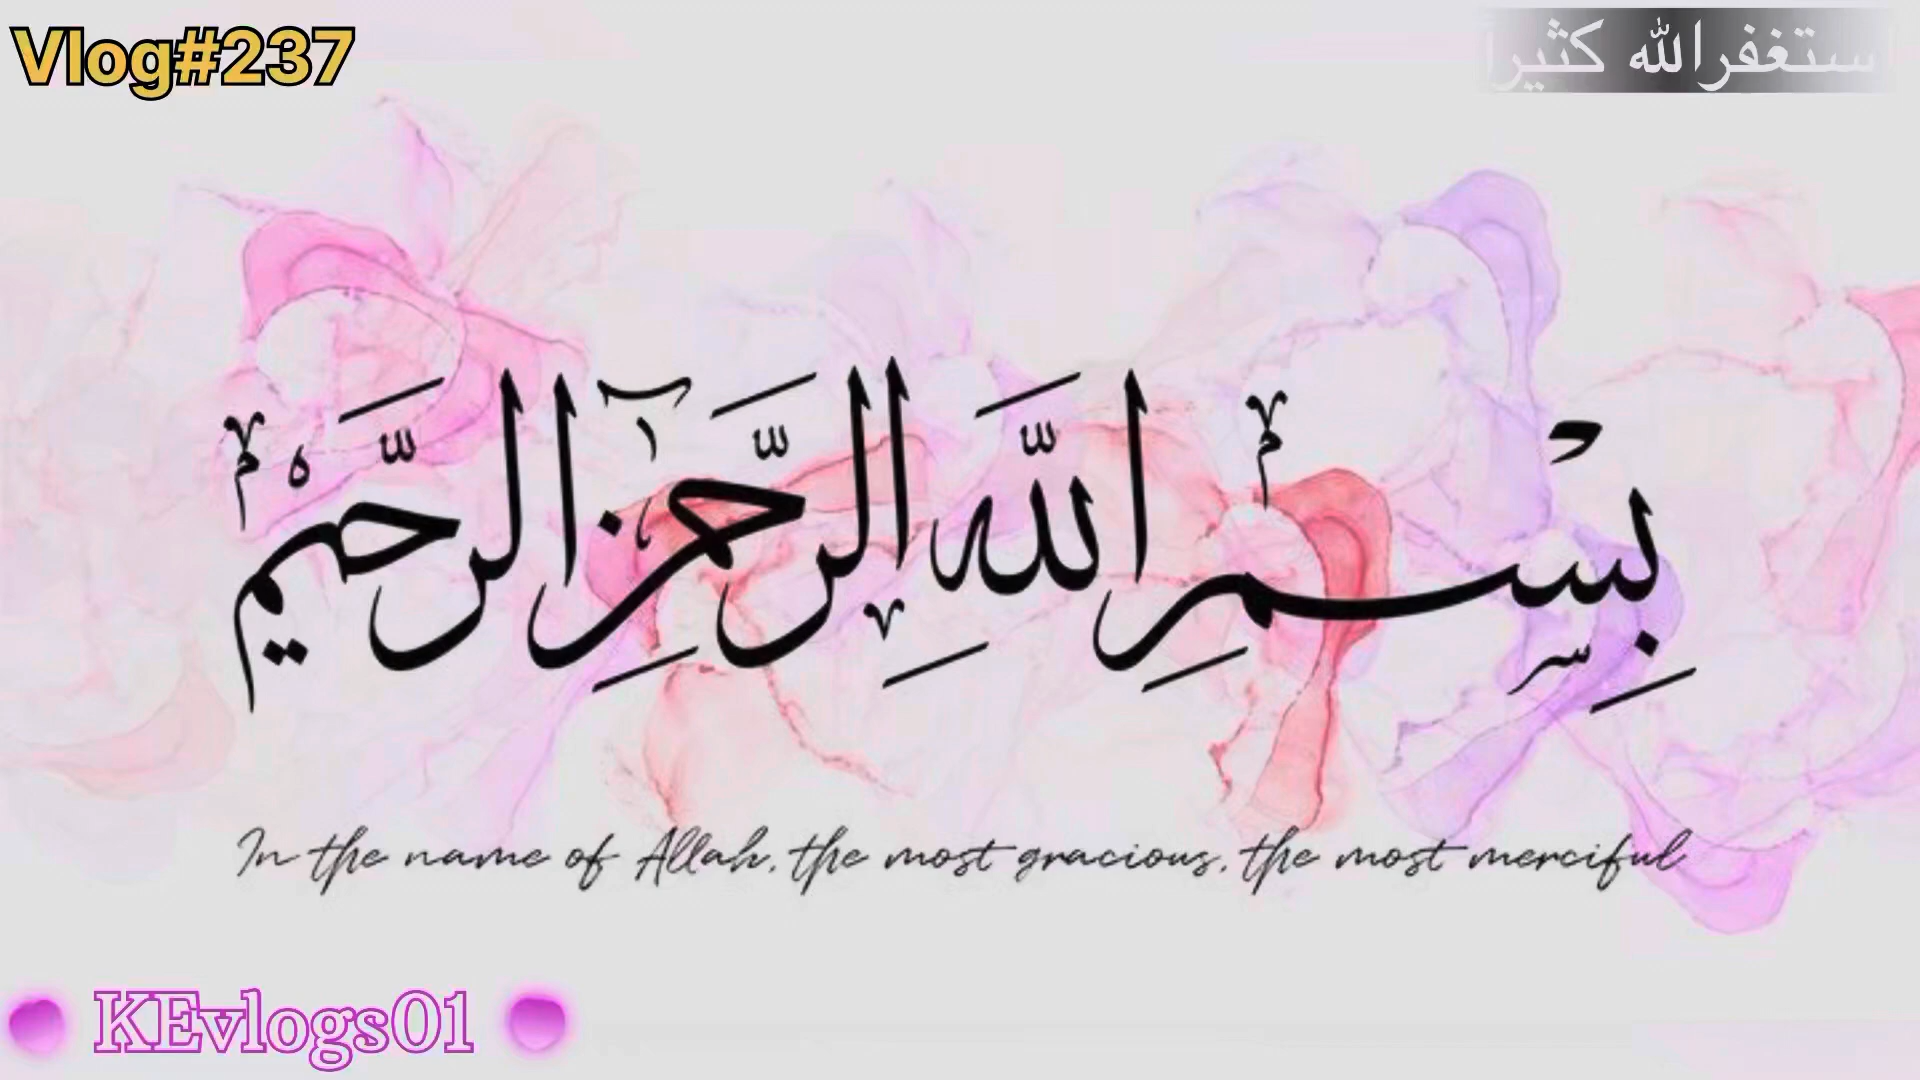 Vlog#237
ستغفرالله كثيرا
بِسْمِ اللَّهِ الرَّحْمَٰنِ الرَّحِيمِ
In the name of Allah, the most gracious, the most merciful
KEvlogs01